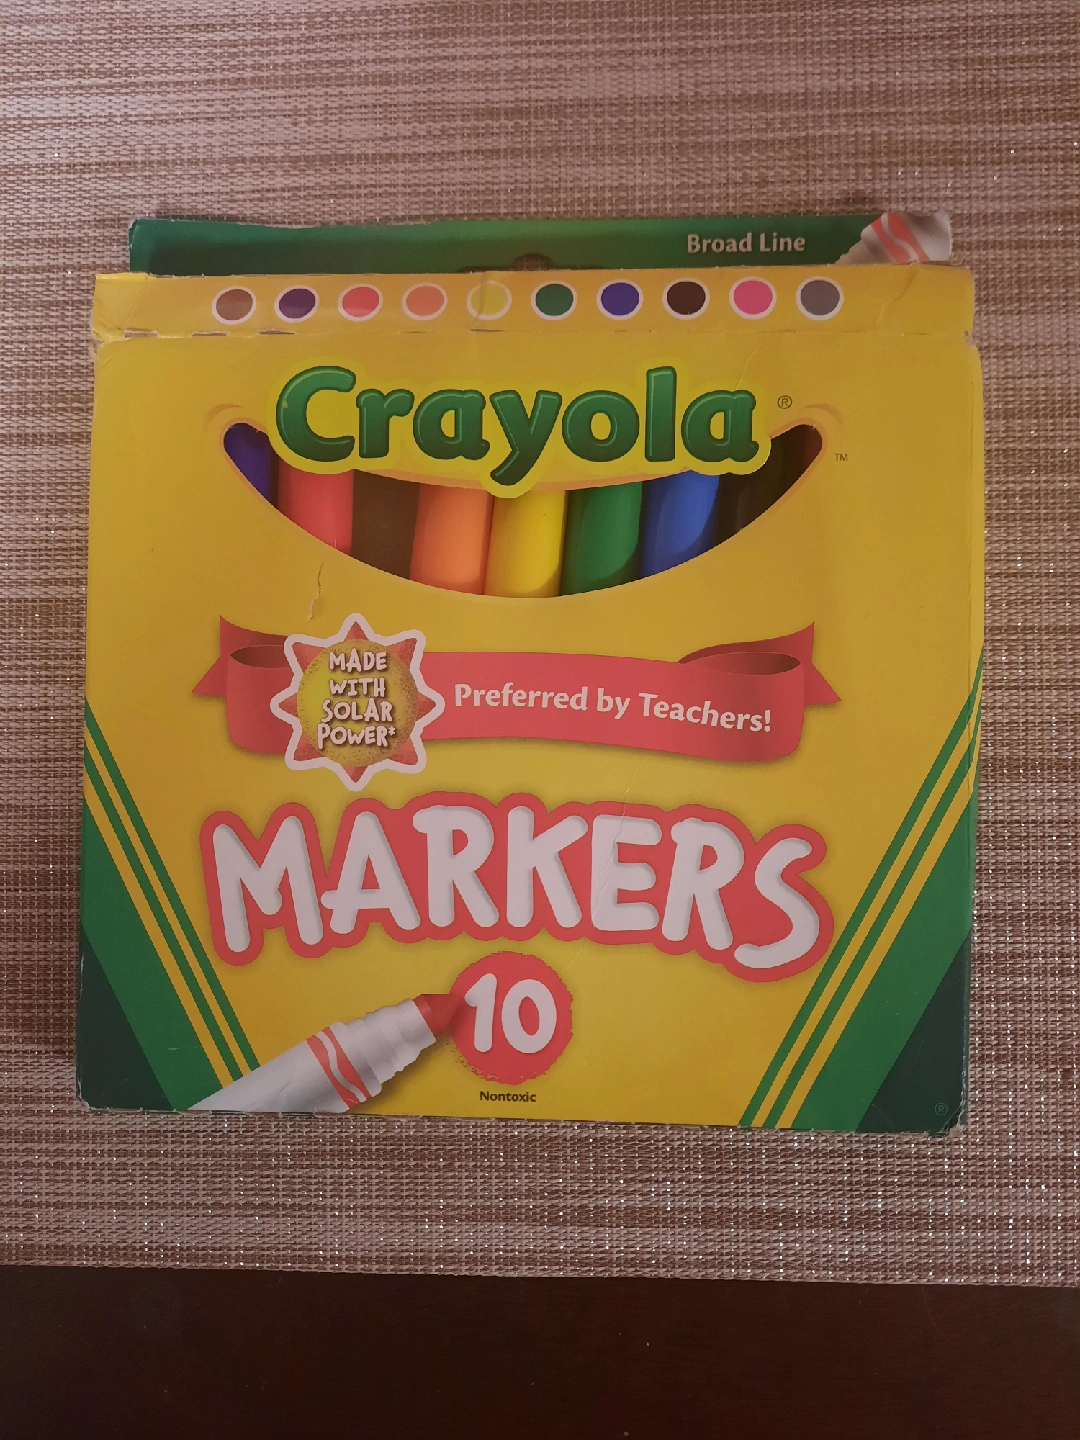 Broad Line
Crayola®
™
MADE
WITH
SOLAR
POWER*
Preferred by Teachers!
MARKERS
10
Nontoxic
®